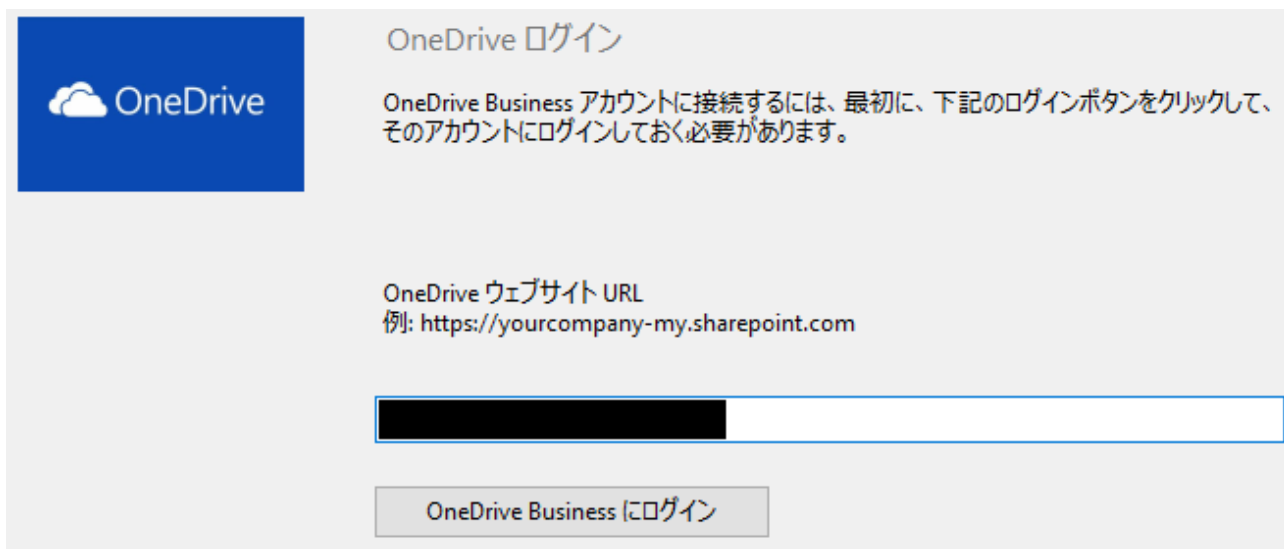 OneDrive
OneDrive ログイン
OneDrive Business アカウントに接続するには、最初に、下記のログインボタンをクリックして、
そのアカウントにログインしておく必要があります。
OneDrive ウェブサイト URL
例: https://yourcompany-my.sharepoint.com
OneDrive Business にログイン